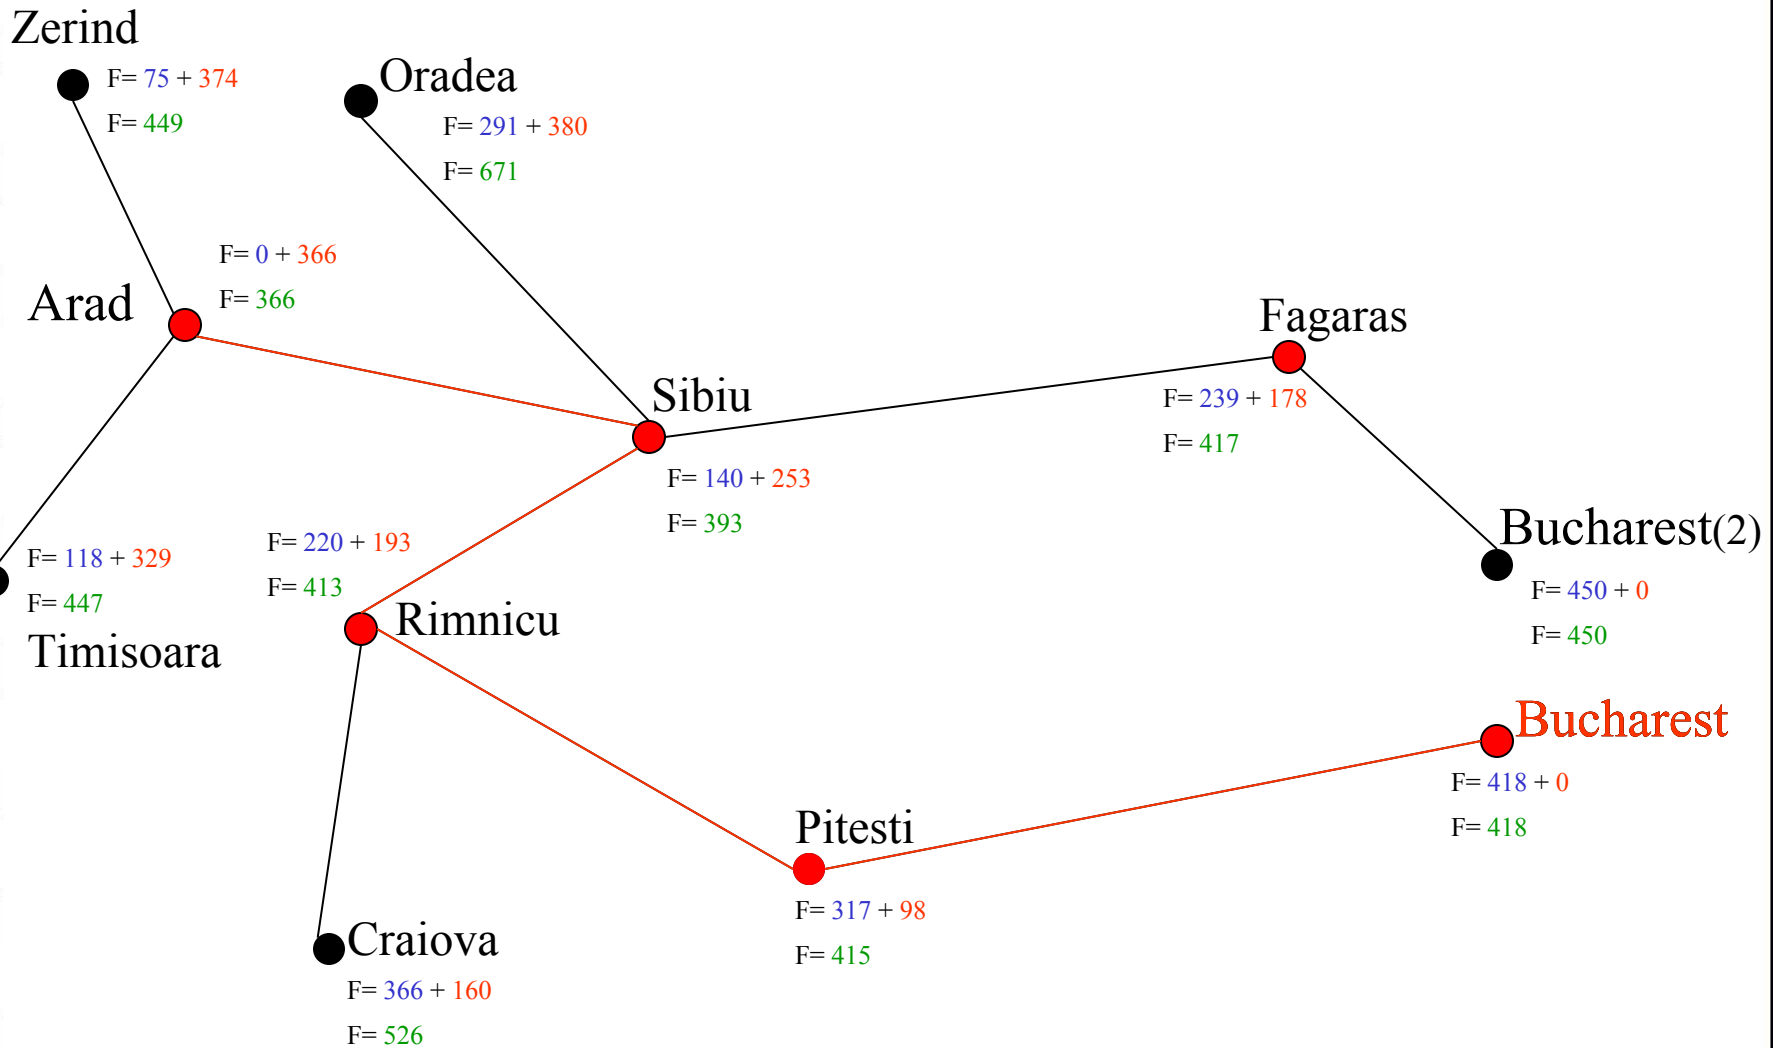 Zerind
F= 75 + 374
F= 449
Oradea
F= 291 + 380
F= 671
F= 0 + 366
F= 366
Arad
Fagaras
F= 239 + 178
F= 417
Sibiu
F= 140 + 253
F= 393
Bucharest(2)
F= 450 + 0
F= 450
F= 118 + 329
F= 447
Timisoara
F= 220 + 193
F= 413
Rimnicu
Bucharest
F= 418 + 0
F= 418
Pitesti
F= 317 + 98
F= 415
Craiova
F= 366 + 160
F= 526